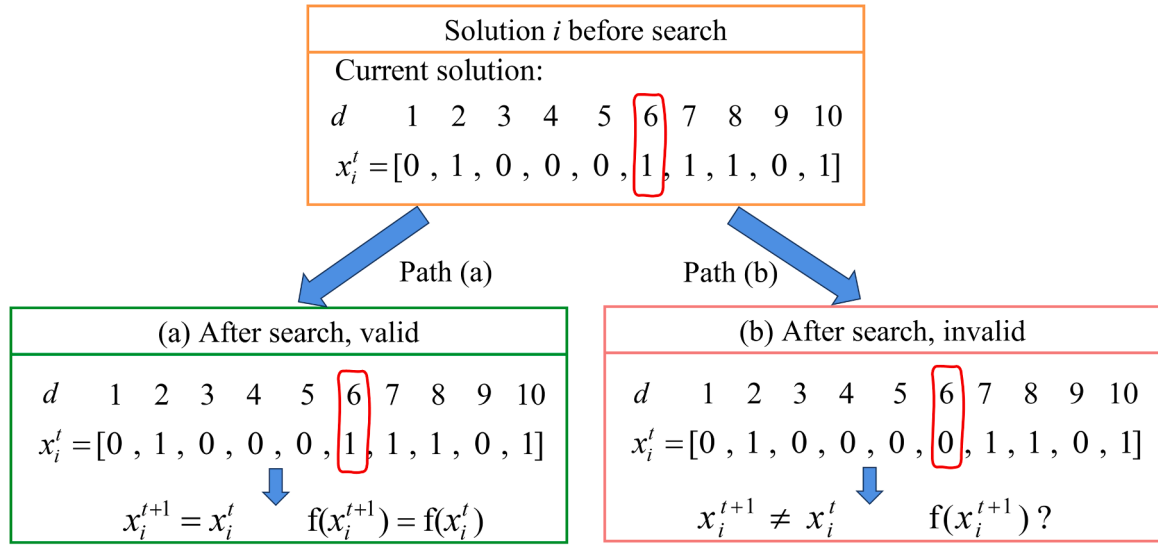 Solution i before search
Current solution:
d 1 2 3 4 5 6 7 8 9 10
x_i^t = [0 , 1 , 0 , 0 , 0 , 1 , 1 , 1 , 0 , 1]
Path (a)
Path (b)
(a) After search, valid
d 1 2 3 4 5 6 7 8 9 10
x_i^t = [0 , 1 , 0 , 0 , 0 , 1 , 1 , 1 , 0 , 1]
x_i^{t+1} = x_i^t f(x_i^{t+1}) = f(x_i^t)
(b) After search, invalid
d 1 2 3 4 5 6 7 8 9 10
x_i^t = [0 , 1 , 0 , 0 , 0 , 0 , 1 , 1 , 0 , 1]
x_i^{t+1} ≠ x_i^t f(x_i^{t+1}) ?